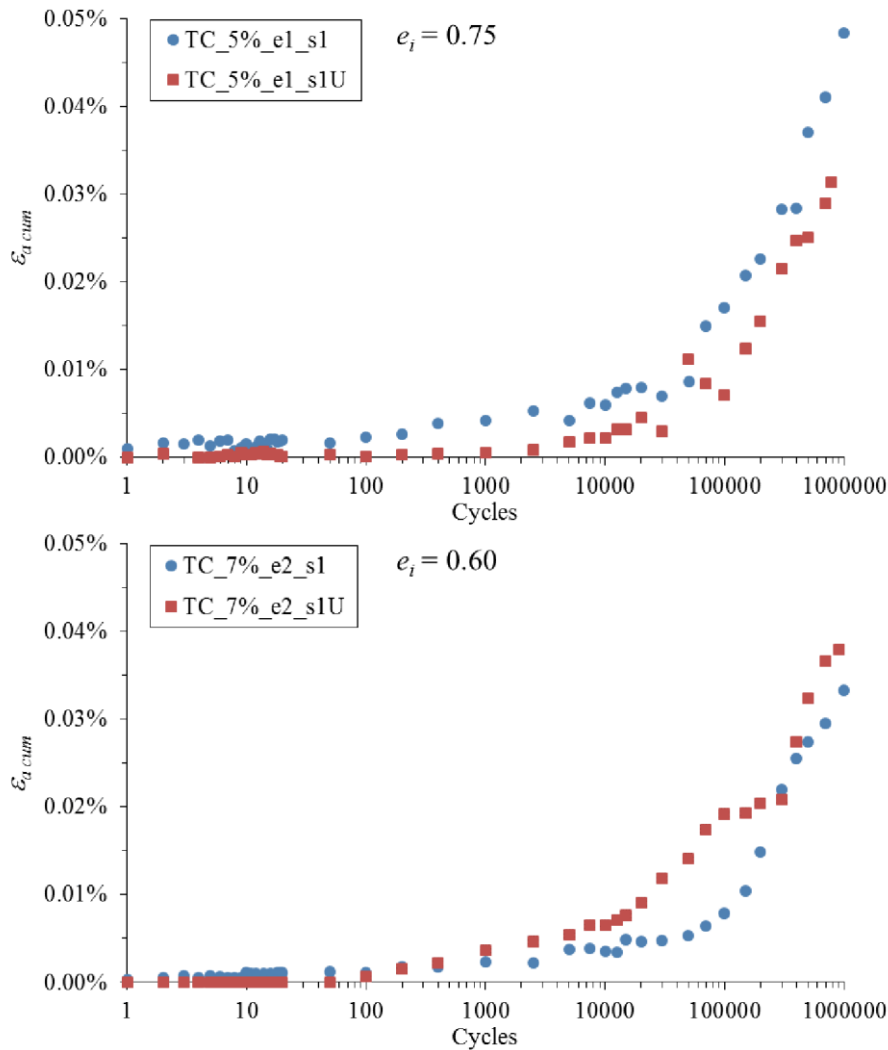 0.05%
TC_5%_e1_s1
TC_5%_e1_s1U
e_i = 0.75
0.04%
0.03%
0.02%
0.01%
0.00%
ε_a cum
1 10 100 1000 10000 100000 1000000
Cycles
0.05%
TC_7%_e2_s1
TC_7%_e2_s1U
e_i = 0.60
0.04%
0.03%
0.02%
0.01%
0.00%
ε_a cum
1 10 100 1000 10000 100000 1000000
Cycles